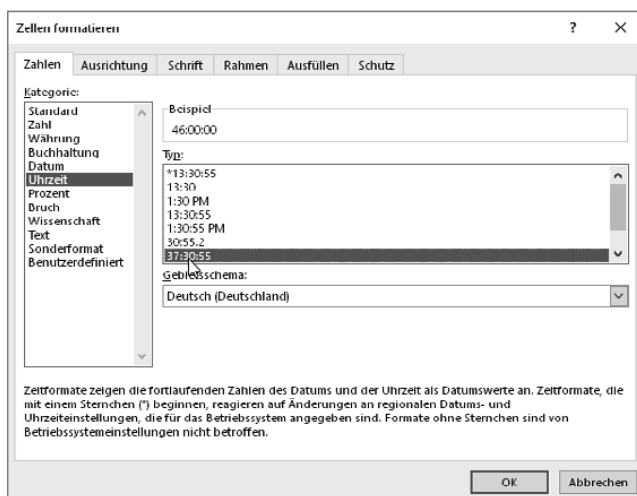 Zellen formatieren
?
×
Zahlen
Ausrichtung
Schrift
Rahmen
Ausfüllen
Schutz
Kategorie:
Standard
Zahl
Währung
Buchhaltung
Datum
Uhrzeit
Prozent
Bruch
Wissenschaft
Text
Sonderformat
Benutzerdefiniert
Beispiel
46:00:00
Typ:
*13:30:55
13:30
1:30 PM
13:30:55
1:30:55 PM
30:55.2
37:30:55
Gebietsschema:
Deutsch (Deutschland)
Zeitformate zeigen die fortlaufenden Zahlen des Datums und der Uhrzeit als Datumswerte an. Zeitformate, die
mit einem Sternchen (*) beginnen, reagieren auf Änderungen an regionalen Datums- und
Uhrzeiteinstellungen, die für das Betriebssystem angegeben sind. Formate ohne Sternchen sind von
Betriebssystemeinstellungen nicht betroffen.
OK
Abbrechen